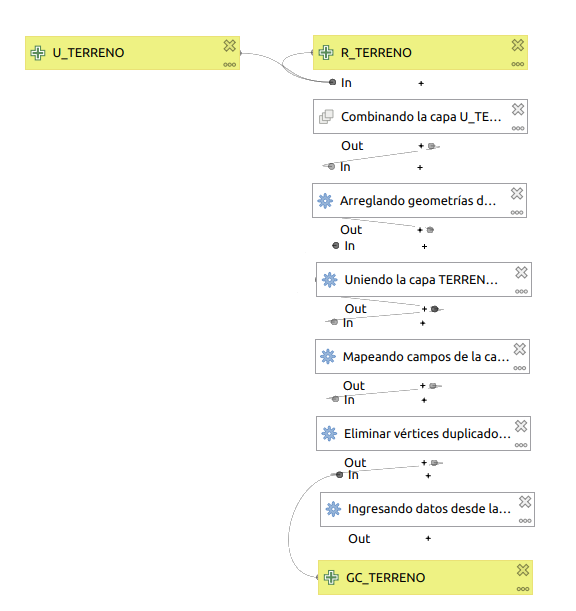 U_TERRENO
R_TERRENO
In
Combinando la capa U_TE...
Out
In
Arreglando geometrías d...
Out
In
Uniendo la capa TERREN...
Out
In
Mapeando campos de la ca...
Out
In
Eliminar vértices duplicado...
Out
In
Ingresando datos desde la...
Out
GC_TERRENO